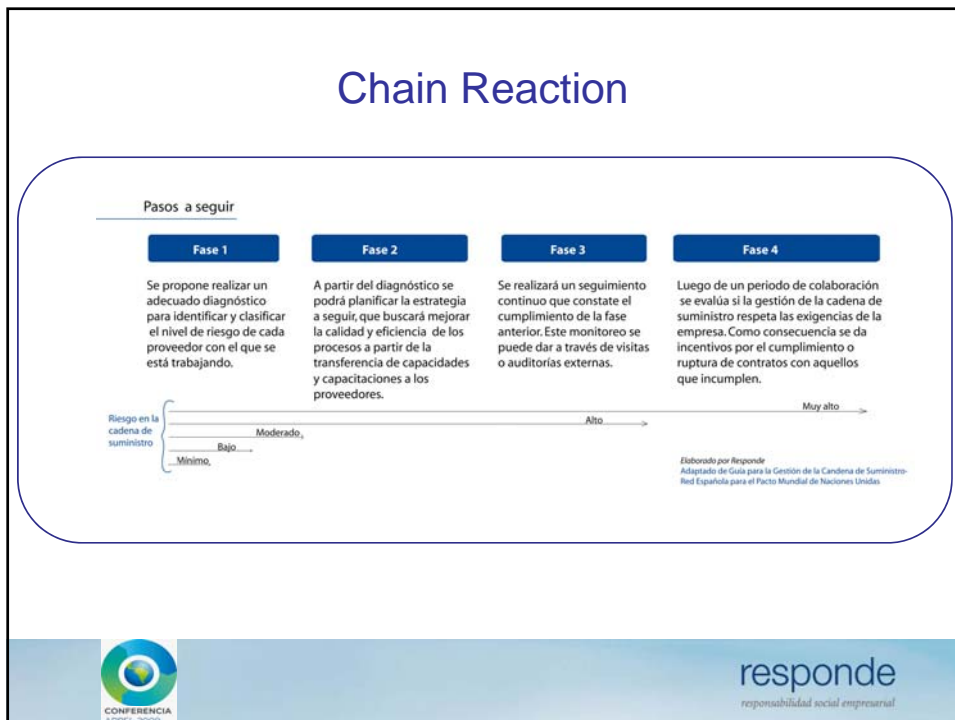 Chain Reaction
Pasos a seguir
Fase 1
Se propone realizar un
adecuado diagnóstico
para identificar y clasificar
el nivel de riesgo de cada
proveedor con el que se
está trabajando.
Fase 2
A partir del diagnóstico se
podrá planificar la estrategia
a seguir, que buscará mejorar
la calidad y eficiencia de los
procesos a partir de la
transferencia de capacidades
y capacitaciones a los
proveedores.
Fase 3
Se realizará un seguimiento
continuo que constate el
cumplimiento de la fase
anterior. Este monitoreo se
puede dar a través de visitas
o auditorías externas.
Fase 4
Luego de un periodo de colaboración
se evalúa si la gestión de la cadena de
suministro respeta las exigencias de la
empresa. Como consecuencia se da
incentivos por el cumplimiento o
ruptura de contratos con aquellos
que incumplen.
Riesgo en la
cadena de
suministro
Muy alto
Alto
Moderado
Bajo
Mínimo
Elaborado por Responde
Adaptado de Guía para la Gestión de la Candena de Suministro-
Red Española para el Pacto Mundial de Naciones Unidas
CONFERENCIA
responde
responsabilidad social empresarial